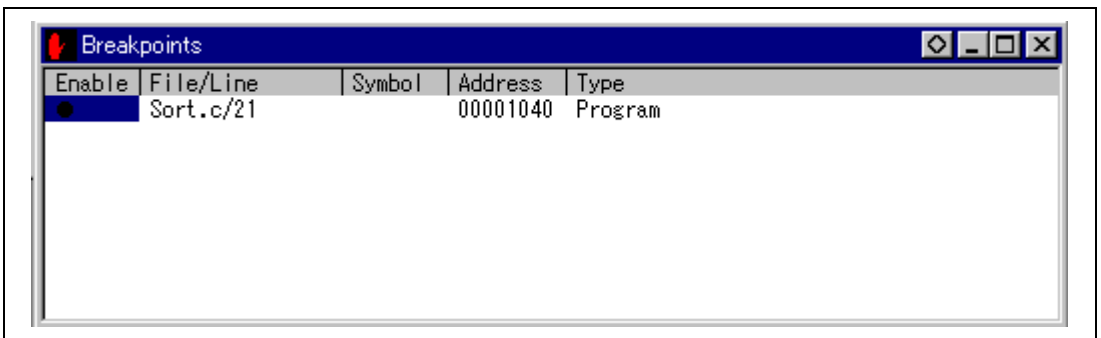 Breakpoints
Enable File/Line Symbol Address Type
Sort.c/21 00001040 Program